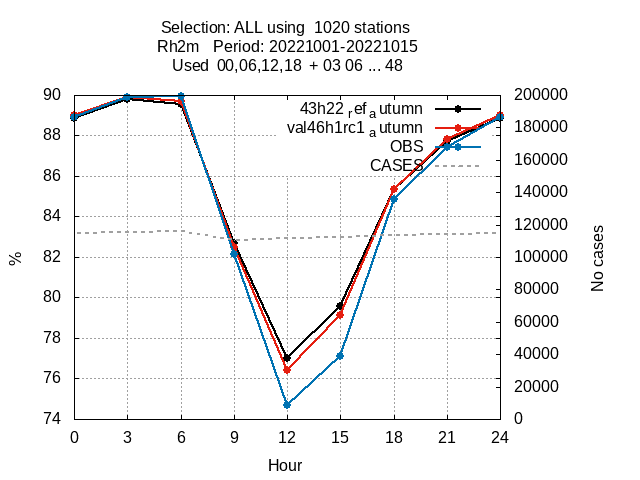 Selection: ALL using  1020 stations
Rh2m   Period: 20221001-20221015
Used  00,06,12,18  + 03 06 ... 48
90 200000
43h22 ref autumn
val46h1rc1 autumn
OBS
CASES
88 180000
160000
86
140000
84
120000
82 100000
80 80000
60000
78
40000
76
20000
74 0
%
No cases
0 3 6 9 12 15 18 21 24
Hour